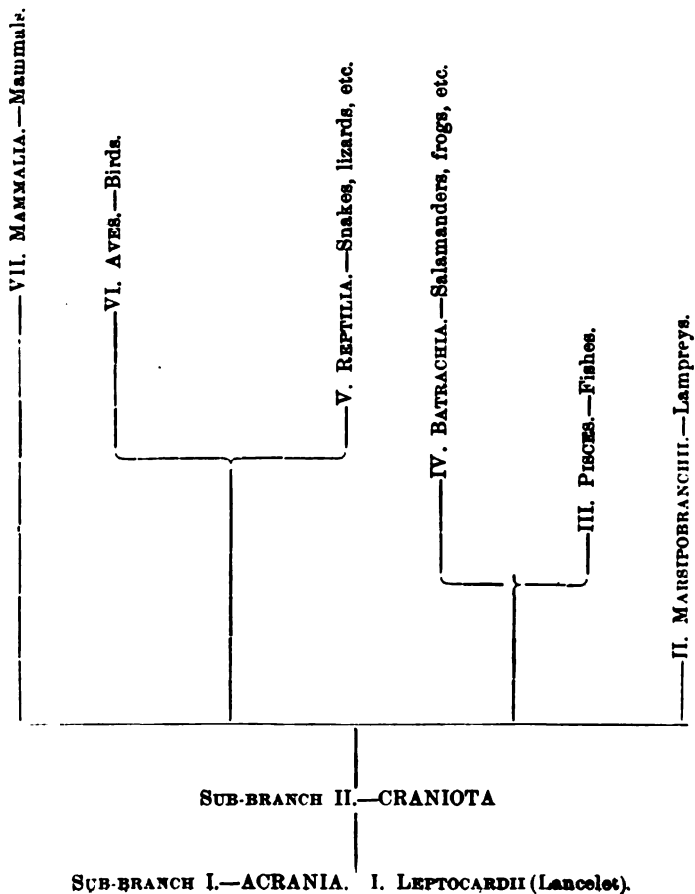 VII. MAMMALIA.—Mammals.
VI. AVES.—Birds.
V. REPTILIA.—Snakes, lizards, etc.
IV. BATRACHIA.—Salamanders, frogs, etc.
III. PISCES.—Fishes.
II. MARSIPOBRANCHII.—Lampreys.
SUB-BRANCH II.—CRANIOTA
SUB-BRANCH I.—ACRANIA. I. LEPTOCARDII (Lancelet).